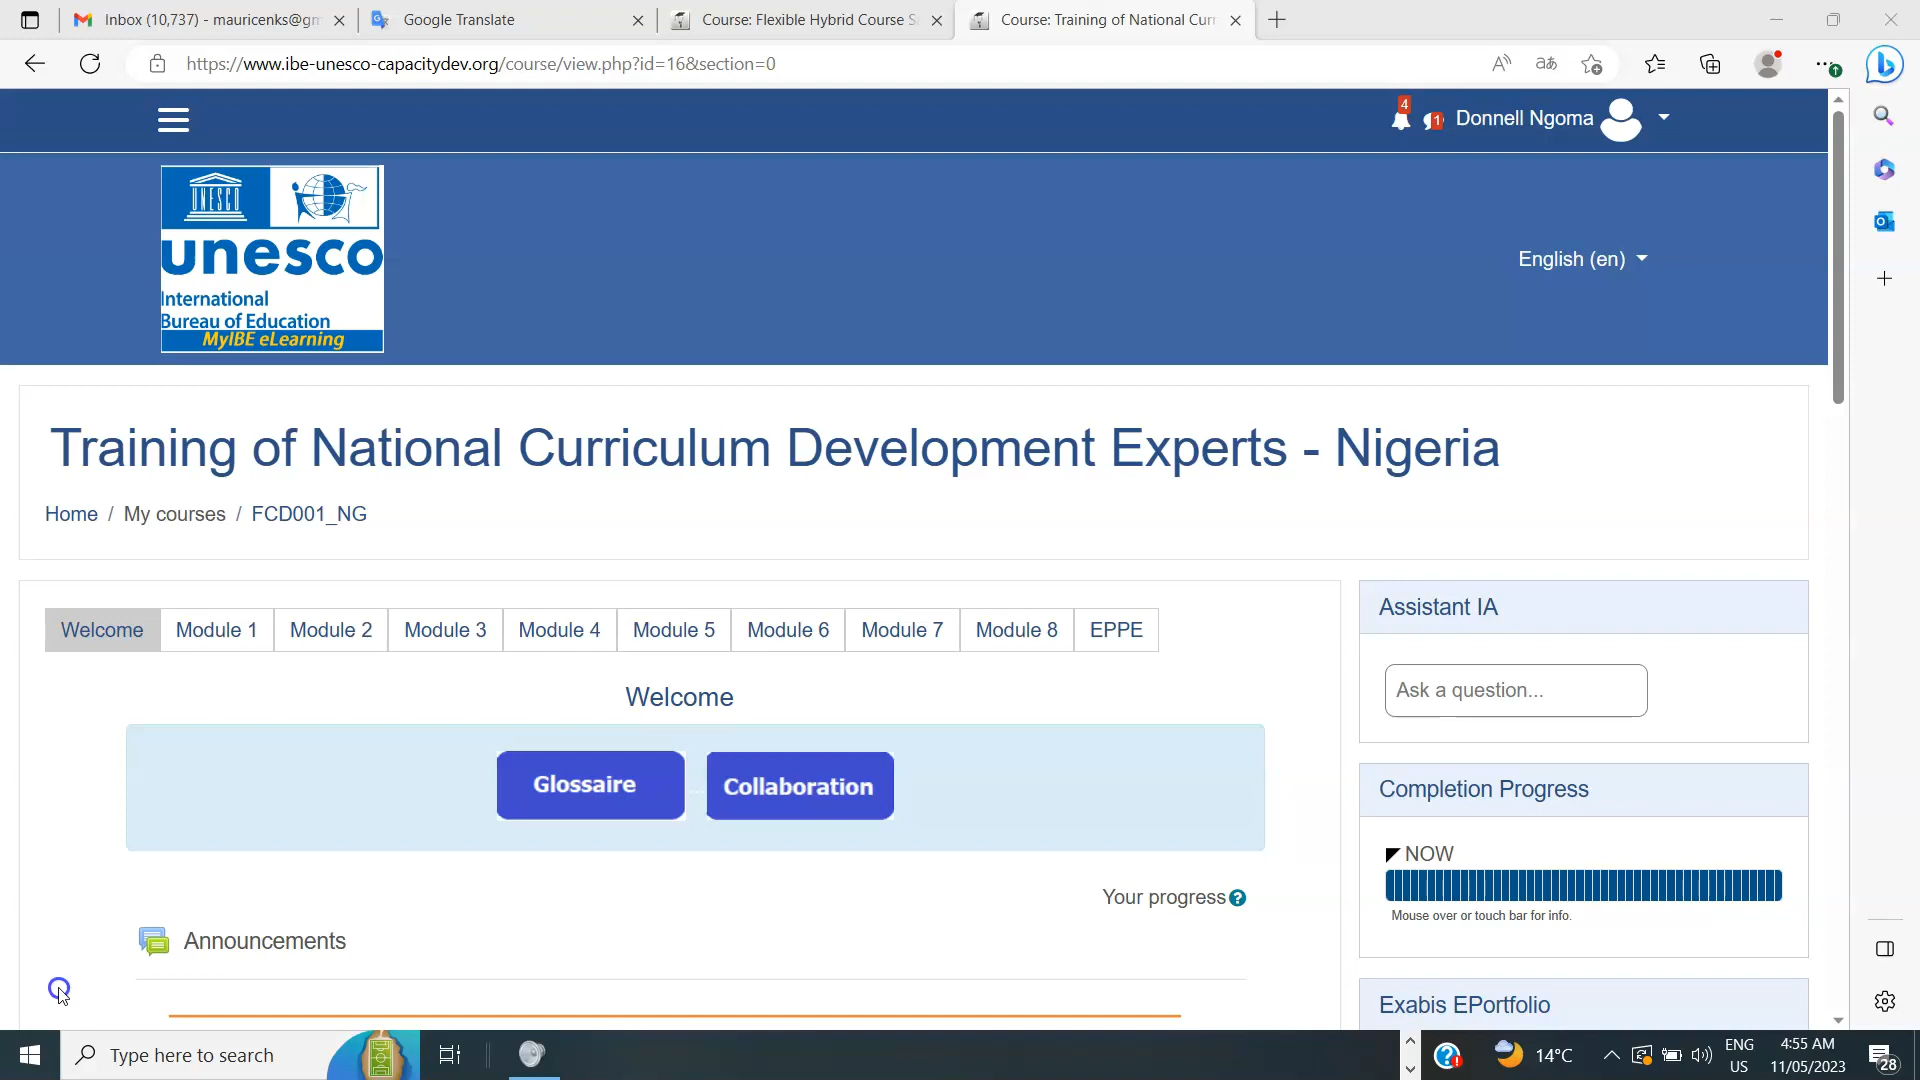 Inbox (10,737) - mauricenks@gm
Google Translate
Course: Flexible Hybrid Course S
Course: Training of National Curr
https://www.ibe-unesco-capacitydev.org/course/view.php?id=16&section=0
4
1
Donnell Ngoma
UNESCO
unesco
International
Bureau of Education
MyIBE eLearning
English (en)
Training of National Curriculum Development Experts - Nigeria
Home / My courses / FCD001_NG
Welcome
Module 1
Module 2
Module 3
Module 4
Module 5
Module 6
Module 7
Module 8
EPPE
Welcome
Glossaire
Collaboration
Your progress
Announcements
Assistant IA
Ask a question...
Completion Progress
NOW
Mouse over or touch bar for info.
Exabis EPortfolio
Type here to search
14°C
ENG
US
4:55 AM
11/05/2023
28